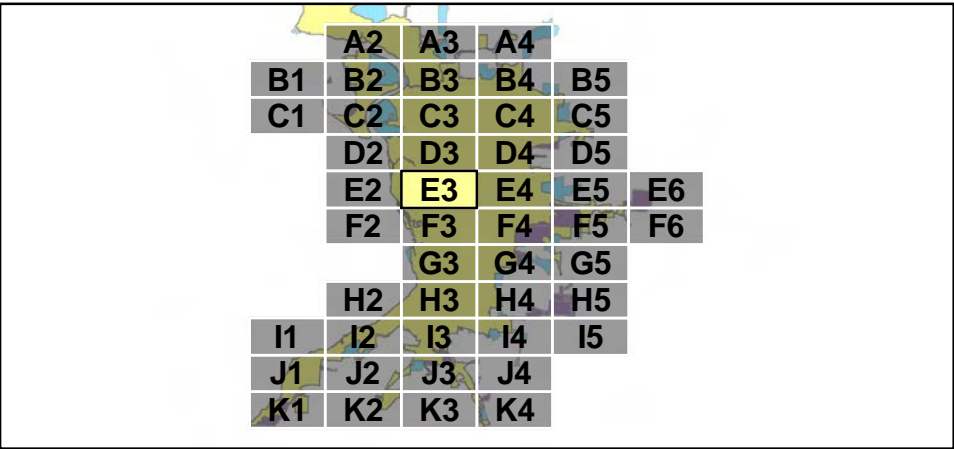 A2 A3 A4
B1 B2 B3 B4 B5
C1 C2 C3 C4 C5
D2 D3 D4 D5
E2 E3 E4 E5 E6
F2 F3 F4 F5 F6
G3 G4 G5
H2 H3 H4 H5
I1 I2 I3 I4 I5
J1 J2 J3 J4
K1 K2 K3 K4